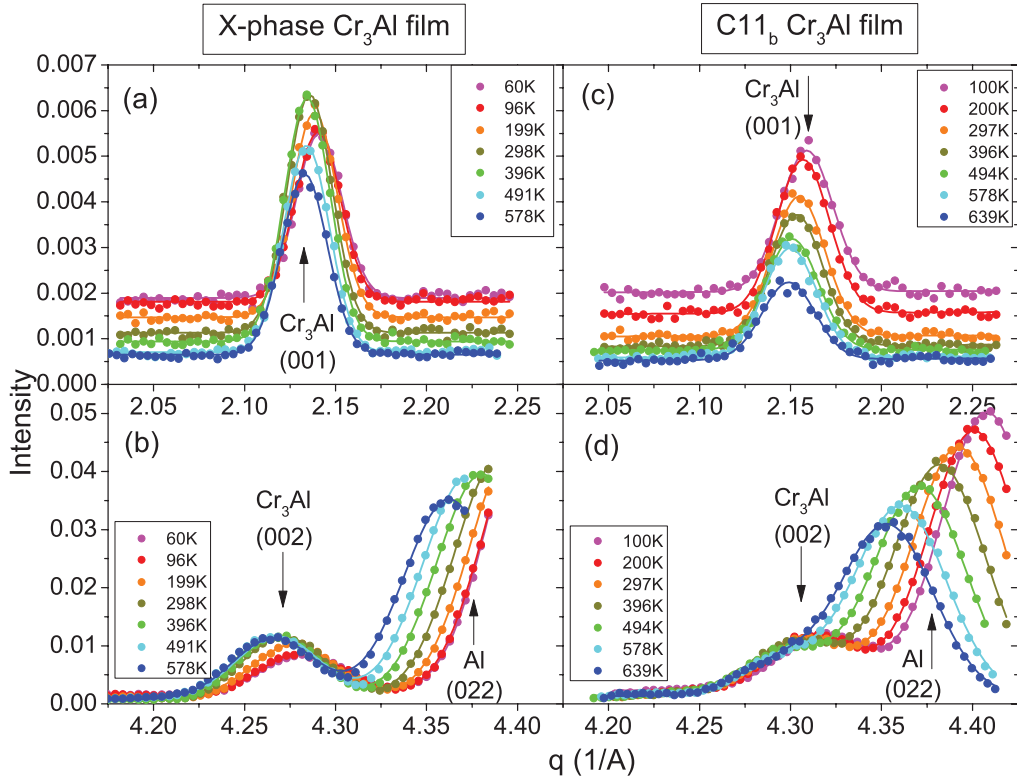 X-phase Cr₃Al film
C11b Cr₃Al film
Intensity
0.007
0.006
0.005
0.004
0.003
0.002
0.001
0.000
(a)
60K
96K
199K
298K
396K
491K
578K
Cr₃Al
(001)
2.05 2.10 2.15 2.20 2.25
(c)
Cr₃Al
(001)
100K
200K
297K
396K
494K
578K
639K
2.05 2.10 2.15 2.20 2.25
0.05
0.04
0.03
0.02
0.01
0.00
(b)
Cr₃Al
(002)
60K
96K
199K
298K
396K
491K
578K
Al
(022)
4.20 4.25 4.30 4.35 4.40
(d)
Cr₃Al
(002)
100K
200K
297K
396K
494K
578K
639K
Al
(022)
4.20 4.25 4.30 4.35 4.40
q (1/A)